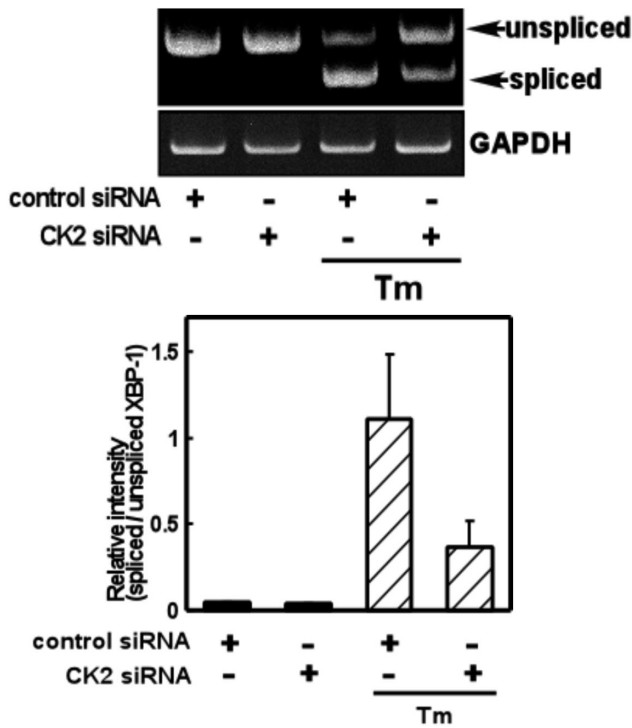 unspliced
spliced
GAPDH
control siRNA + - + -
CK2 siRNA - + - +
Tm
Relative intensity
(spliced / unspliced XBP-1)
1.5
1
0.5
0
control siRNA + - + -
CK2 siRNA - + - +
Tm